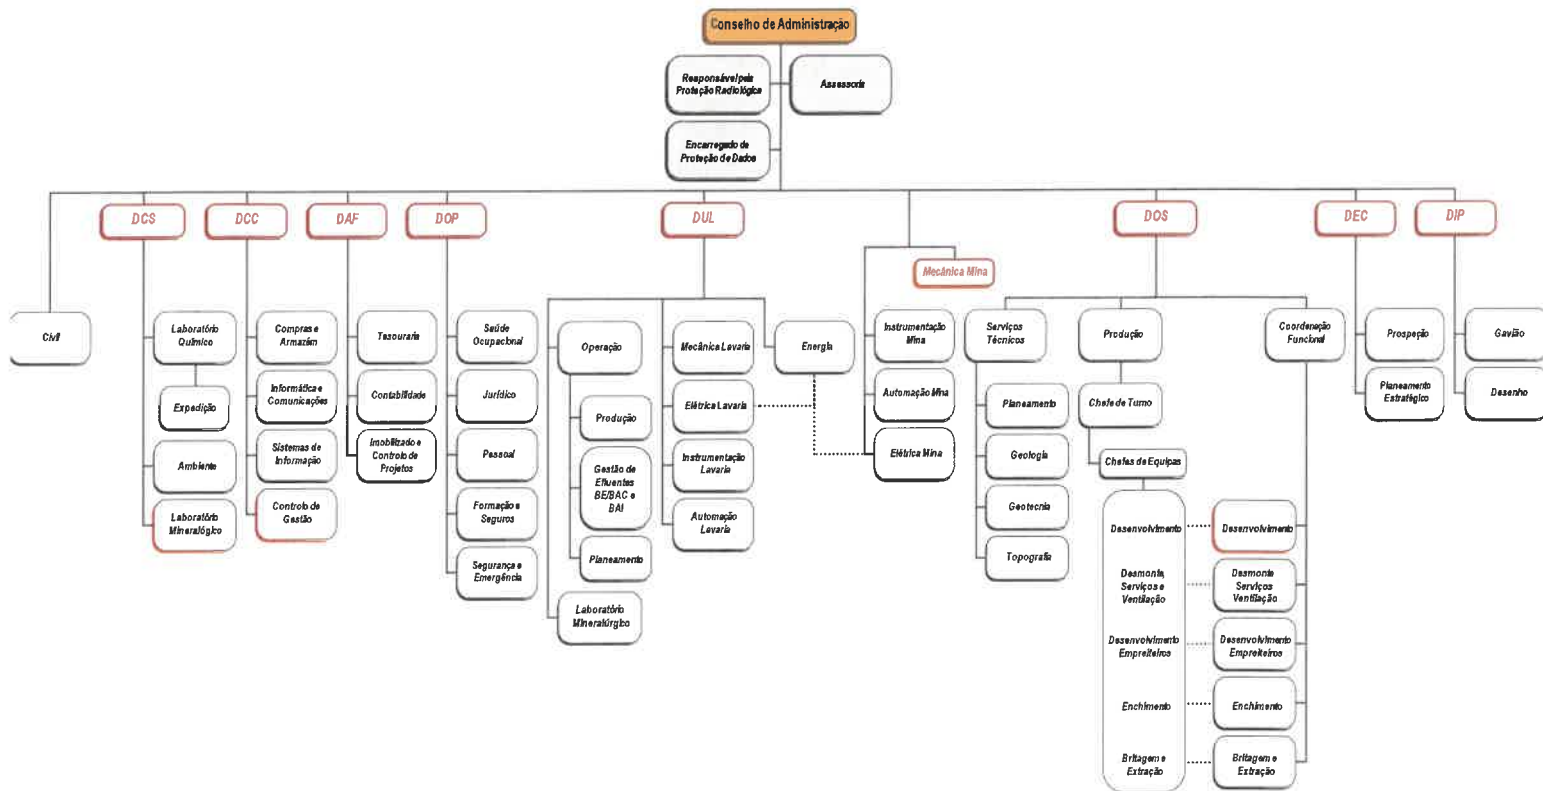 Conselho de Administração
Responsável pela
Proteção Radiológica
Assessoria
Encarregado de
Proteção de Dados
DCS
DCC
DAF
DOP
DUL
DOS
DEC
DIP
Mecânica Mina
Civil
Laboratório
Químico
Expedição
Ambiente
Laboratório
Mineralógico
Compras e
Armazém
Informática e
Comunicações
Sistemas de
Informação
Controlo de
Gestão
Tesouraria
Contabilidade
Imobilizado e
Controlo de
Projetos
Saúde
Ocupacional
Jurídico
Pessoal
Formação e
Seguros
Segurança e
Emergência
Operação
Produção
Gestão de
Efluentes
BE/BAC e
BAI
Planeamento
Laboratório
Mineralúrgico
Mecânica Lavaria
Elétrica Lavaria
Instrumentação
Lavaria
Automação
Lavaria
Energia
Instrumentação
Mina
Automação Mina
Elétrica Mina
Serviços
Técnicos
Planeamento
Geologia
Geotecnia
Topografia
Produção
Chefe de Turno
Chefes de Equipas
Desenvolvimento
Desmonte,
Serviços e
Ventilação
Desenvolvimento
Empreiteiros
Enchimento
Britagem e
Extração
Coordenação
Funcional
Desenvolvimento
Desmonte
Serviços
Ventilação
Desenvolvimento
Empreiteiros
Enchimento
Britagem e
Extração
Prospeção
Planeamento
Estratégico
Gavião
Desenho